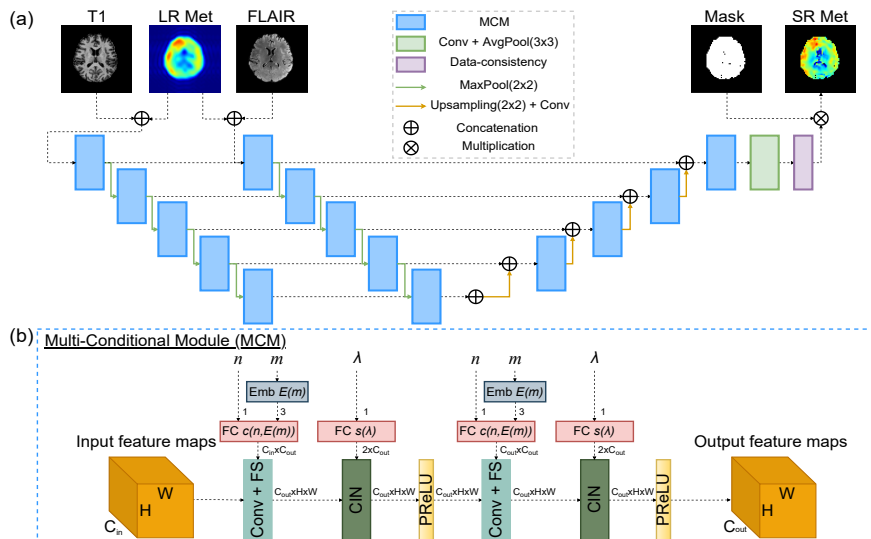 (a)
T1
LR Met
FLAIR
MCM
Conv + AvgPool(3x3)
Data-consistency
MaxPool(2x2)
Upsampling(2x2) + Conv
Concatenation
Multiplication
Mask
SR Met
(b)
Multi-Conditional Module (MCM)
n
m
λ
n
m
λ
Emb E(m)
Emb E(m)
1
3
1
1
3
1
FC c(n,E(m))
FC s(λ)
FC c(n,E(m))
FC s(λ)
Input feature maps
CinxCout
2xCout
CoutxCout
2xCout
Output feature maps
W
H
Cin
Conv + FS
CoutxHxW
CIN
CoutxHxW
PReLU
CoutxHxW
Conv + FS
CoutxHxW
CIN
CoutxHxW
PReLU
W
H
Cout